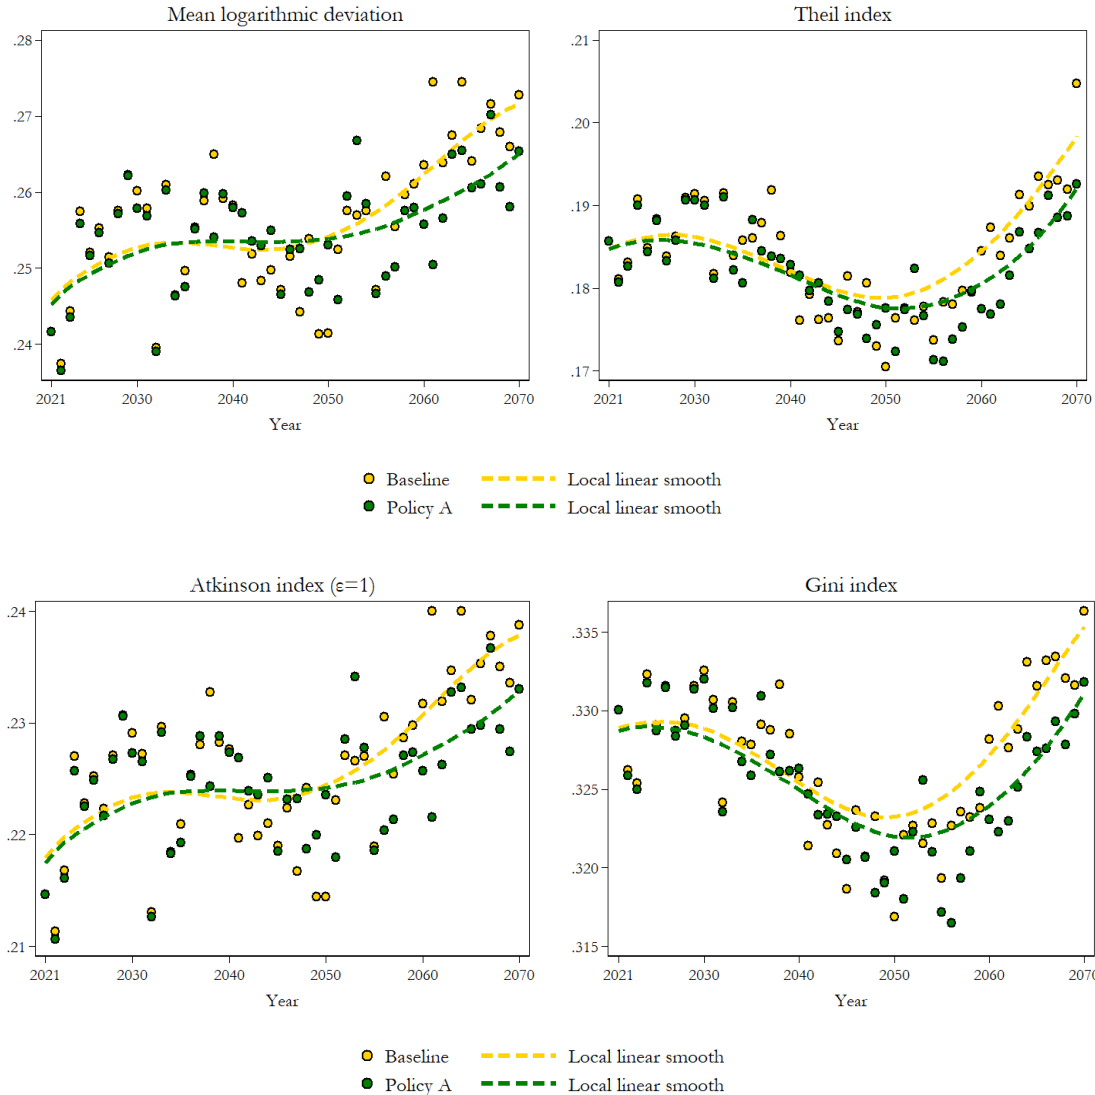 Mean logarithmic deviation
Theil index
.28
.27
.26
.25
.24
2021 2030 2040 2050 2060 2070
Year
.21
.20
.19
.18
.17
2021 2030 2040 2050 2060 2070
Year
Baseline Local linear smooth
Policy A Local linear smooth
Atkinson index (ε=1)
Gini index
.24
.23
.22
.21
2021 2030 2040 2050 2060 2070
Year
.335
.330
.325
.320
.315
2021 2030 2040 2050 2060 2070
Year
Baseline Local linear smooth
Policy A Local linear smooth